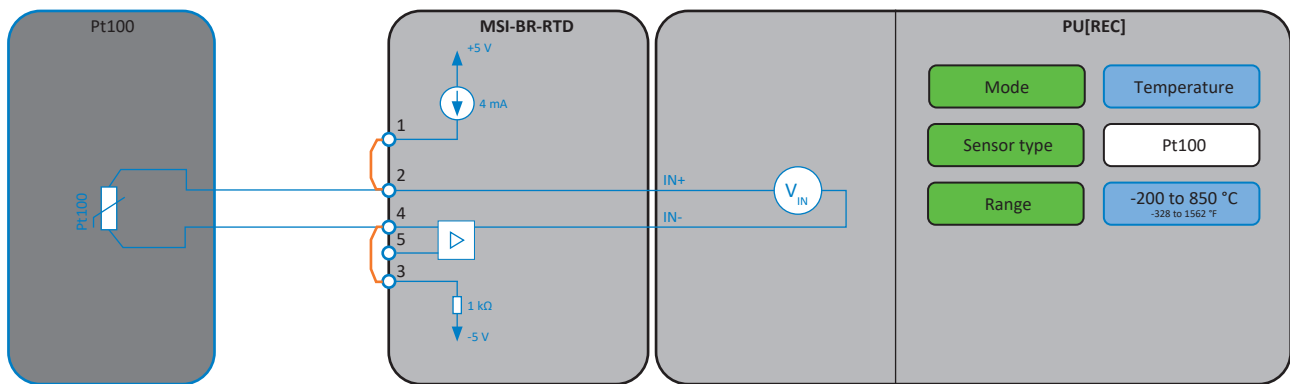 Pt100
Pt100
MSI-BR-RTD
+5 V
4 mA
1
2
4
5
3
1 kΩ
-5 V
IN+
IN-
VIN
PU[REC]
Mode
Temperature
Sensor type
Pt100
Range
-200 to 850 °C
-328 to 1562 °F